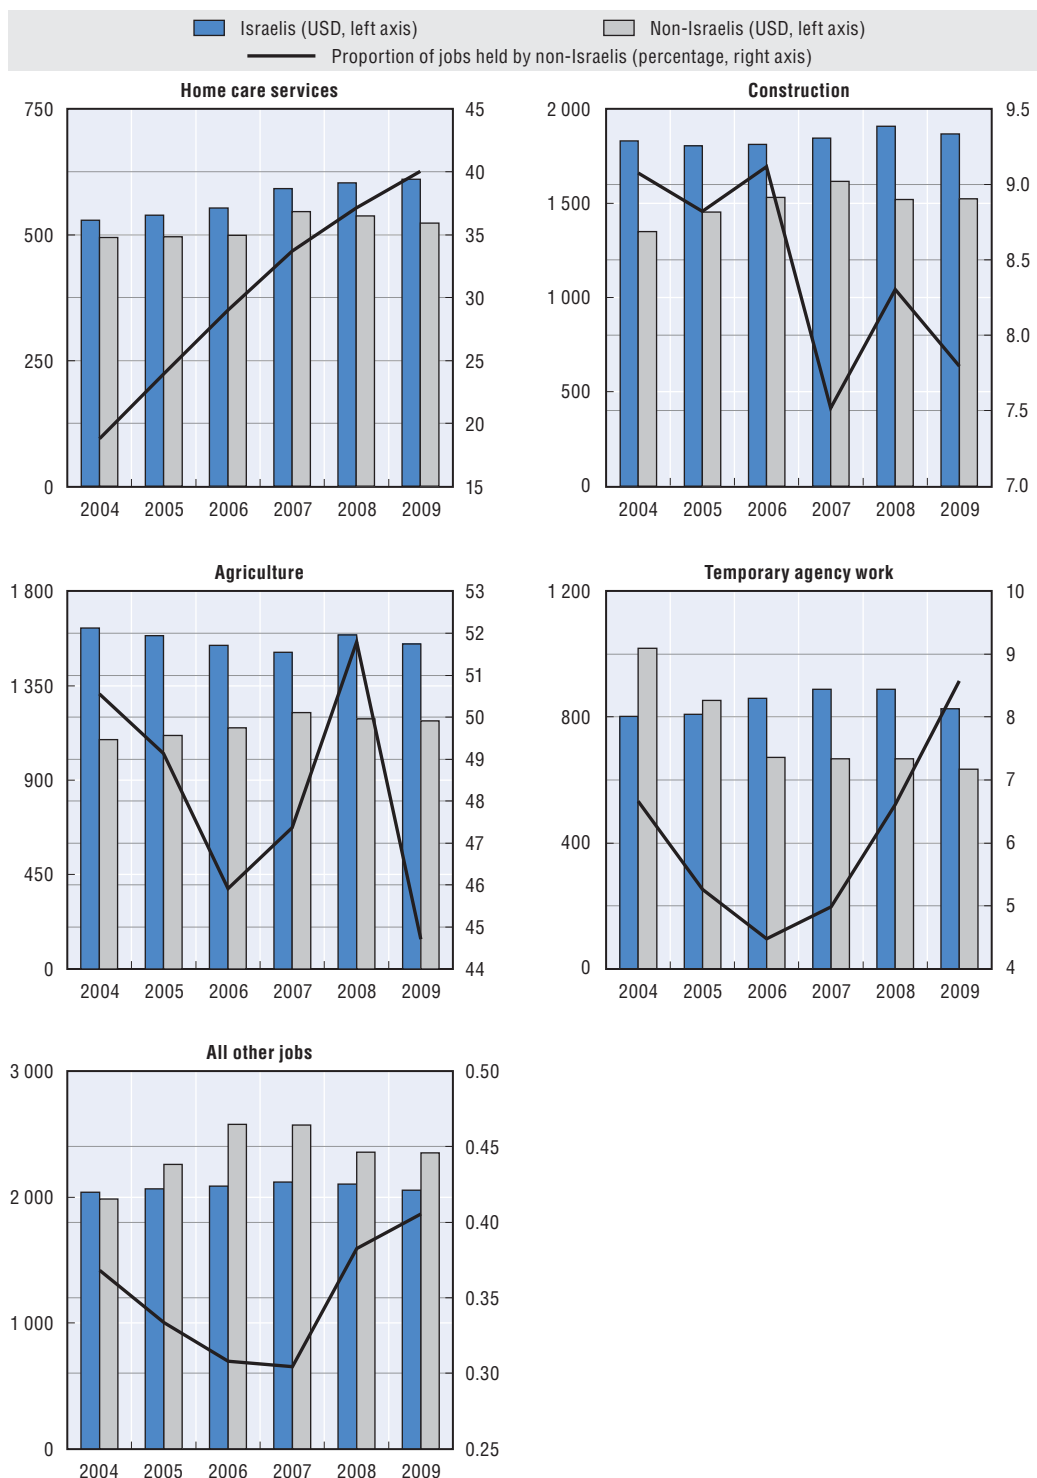 Israelis (USD, left axis) Non-Israelis (USD, left axis)
Proportion of jobs held by non-Israelis (percentage, right axis)
Home care services
750 45
40
500 35
30
250 25
20
0 15
2004 2005 2006 2007 2008 2009
Construction
2 000 9.5
9.0
1 500
8.5
1 000
8.0
500
7.5
0 7.0
2004 2005 2006 2007 2008 2009
Agriculture
1 800 53
52
51
1 350
50
49
900
48
47
450 46
45
0 44
2004 2005 2006 2007 2008 2009
Temporary agency work
1 200 10
9
800 8
7
400 6
5
0 4
2004 2005 2006 2007 2008 2009
All other jobs
3 000 0.50
0.45
2 000
0.40
0.35
1 000
0.30
0 0.25
2004 2005 2006 2007 2008 2009